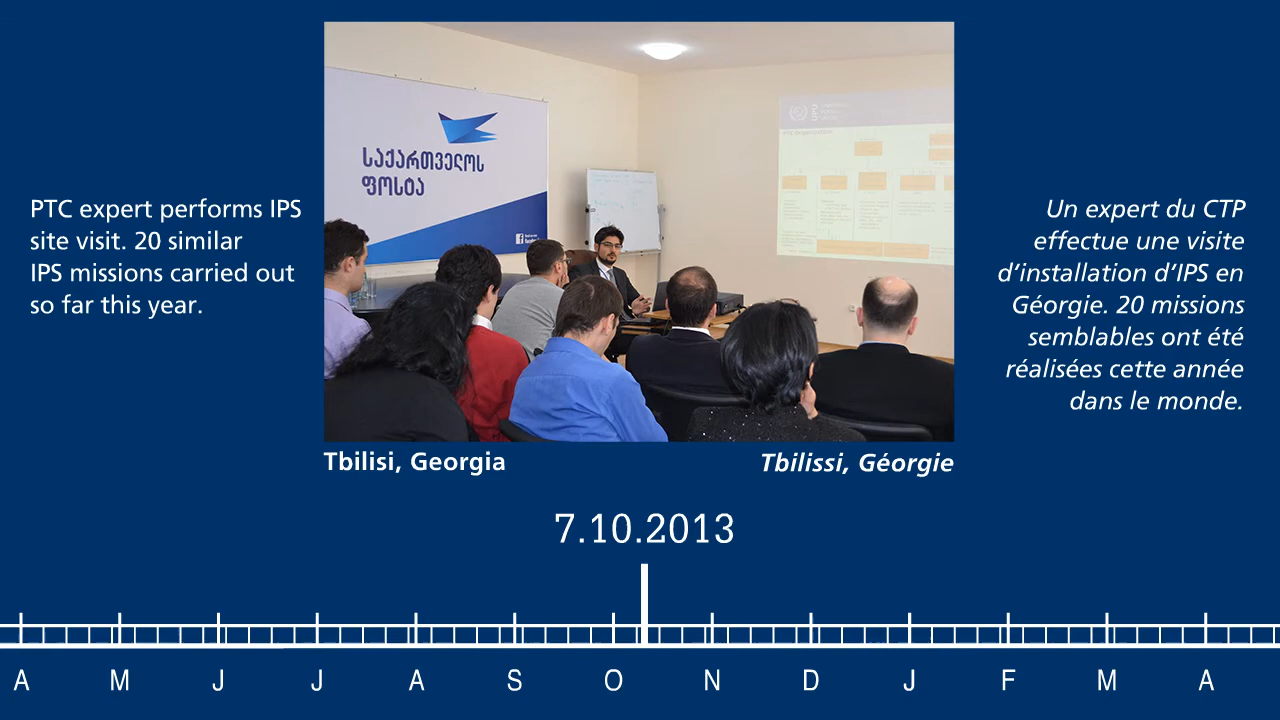 საქართველოს
ფოსტა
UPU
PTC expert performs IPS
site visit. 20 similar
IPS missions carried out
so far this year.
Un expert du CTP
effectue une visite
d'installation d'IPS en
Géorgie. 20 missions
semblables ont été
réalisées cette année
dans le monde.
Tbilisi, Georgia
Tbilissi, Géorgie
7.10.2013
A M J J A S O N D J F M A